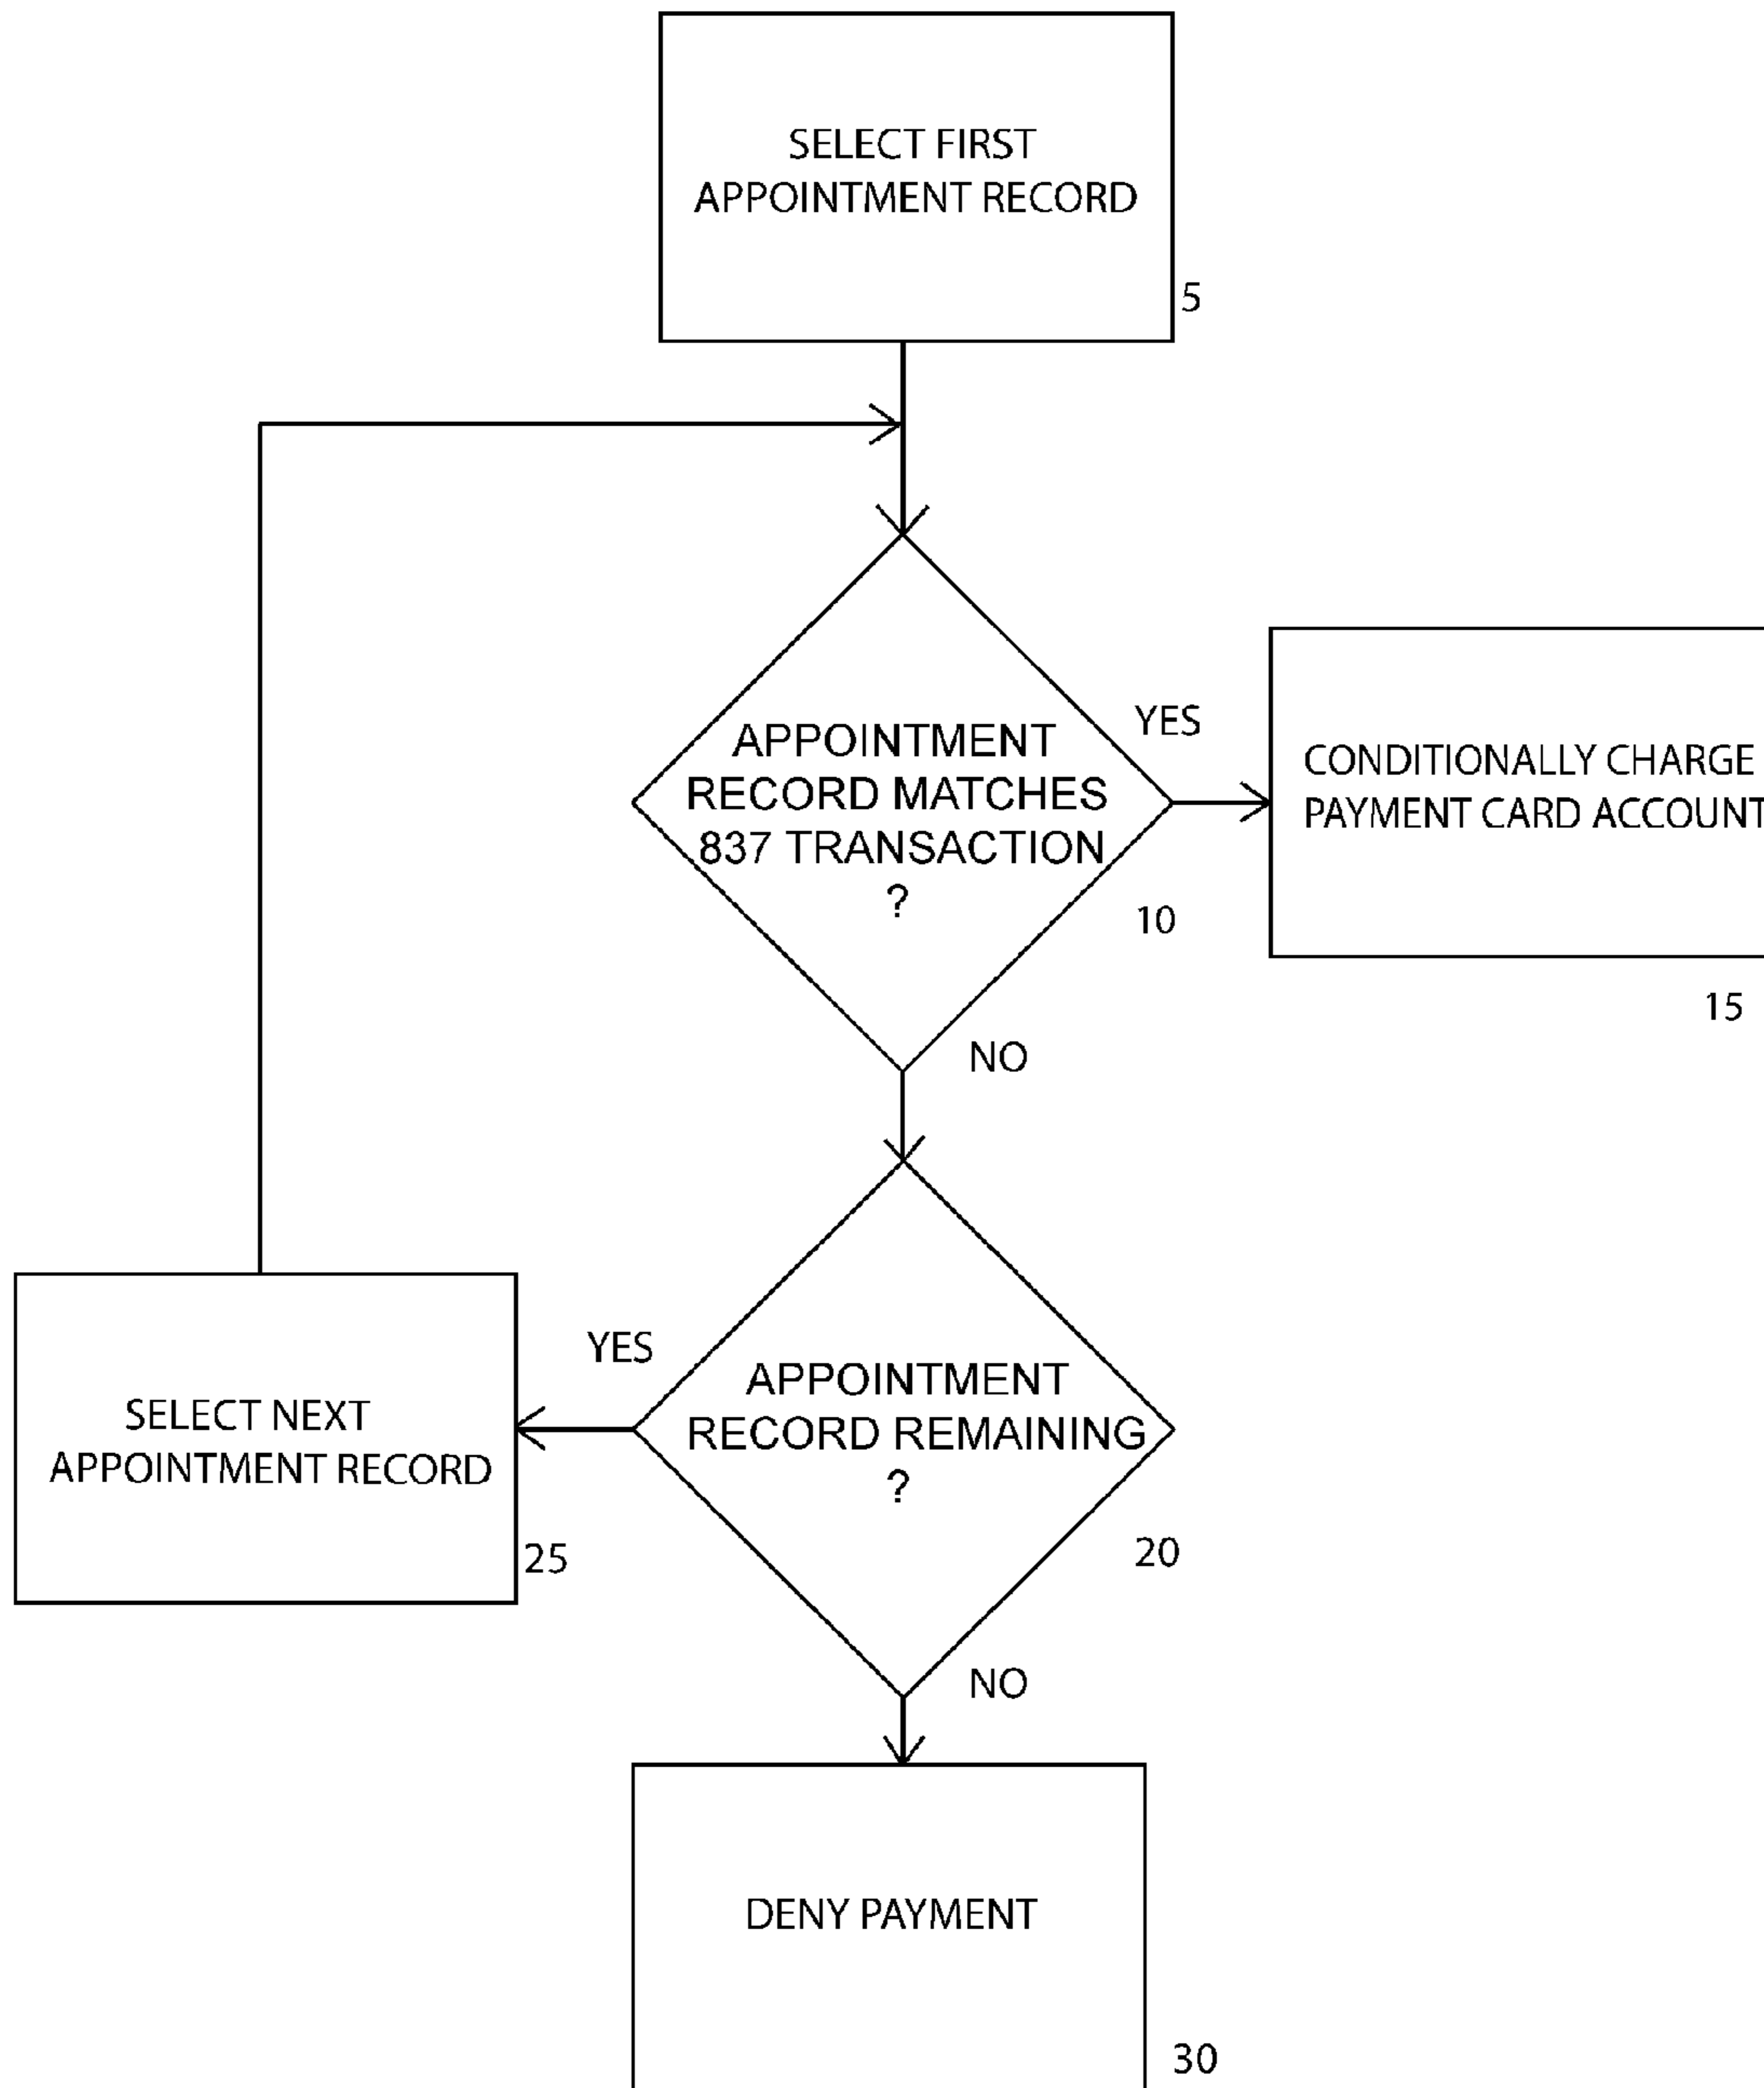 SELECT FIRST
APPOINTMENT RECORD
5
APPOINTMENT
RECORD MATCHES
837 TRANSACTION
?
YES
10
NO
CONDITIONALLY CHARGE
PAYMENT CARD ACCOUNT
15
APPOINTMENT
RECORD REMAINING
?
YES
20
NO
SELECT NEXT
APPOINTMENT RECORD
25
DENY PAYMENT
30